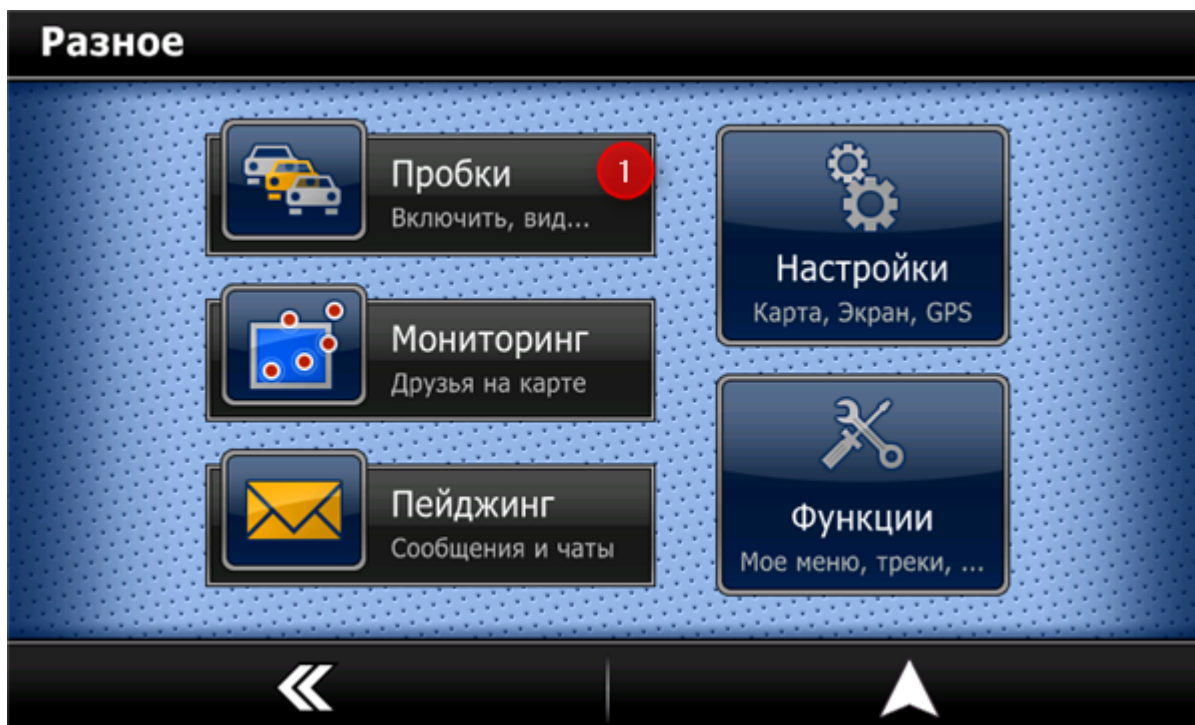 Разное
Пробки
1
Включить, вид...
Мониторинг
Друзья на карте
Пейджинг
Сообщения и чаты
Настройки
Карта, Экран, GPS
Функции
Мое меню, треки, ...